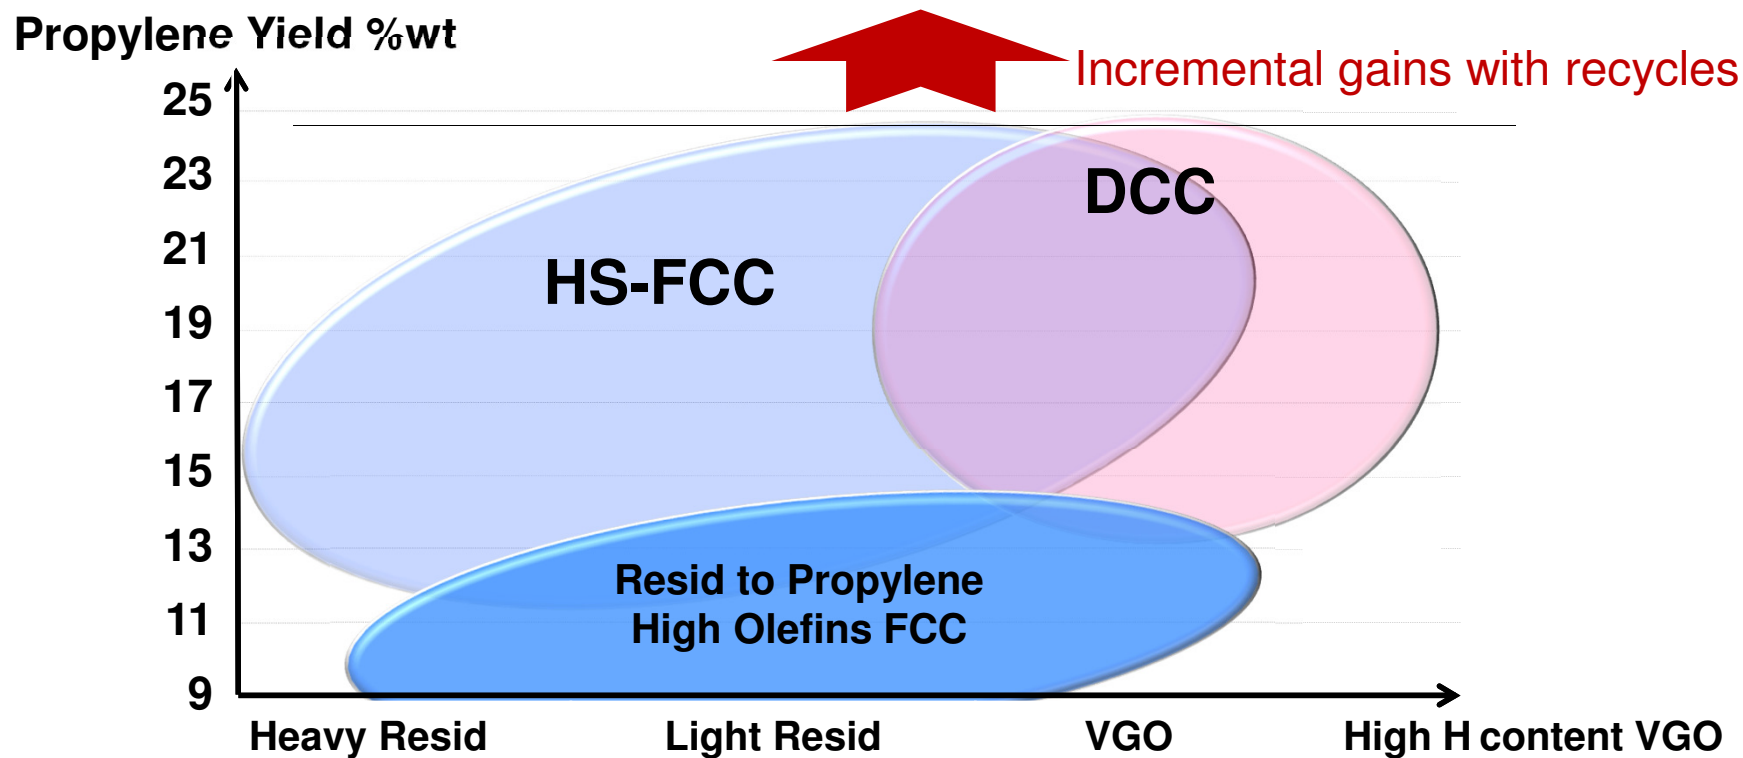 Propylene Yield %wt
Incremental gains with recycles
25
23
21
19
17
15
13
11
9
DCC
HS-FCC
Resid to Propylene
High Olefins FCC
Heavy Resid
Light Resid
VGO
High H content VGO